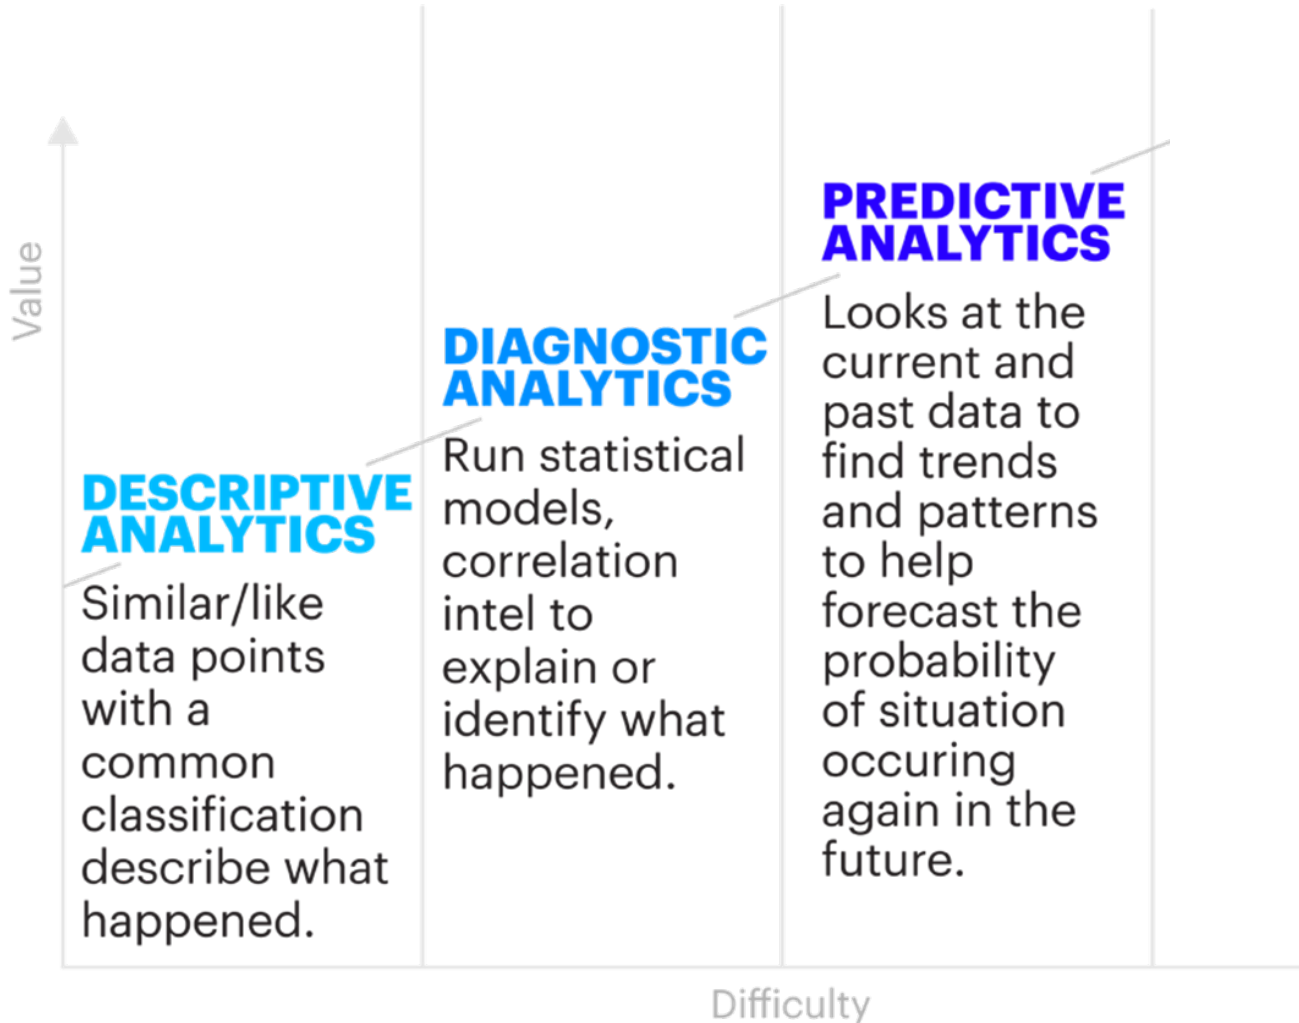 Value
DESCRIPTIVE
ANALYTICS
Similar/like
data points
with a
common
classification
describe what
happened.
DIAGNOSTIC
ANALYTICS
Run statistical
models,
correlation
intel to
explain or
identify what
happened.
PREDICTIVE
ANALYTICS
Looks at the
current and
past data to
find trends
and patterns
to help
forecast the
probability
of situation
occuring
again in the
future.
Difficulty